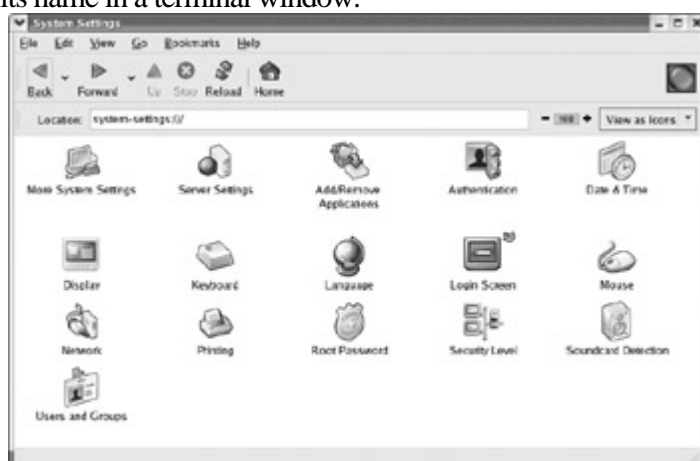 its name in a terminal window.
System Settings
File Edit View Go Bookmarks Help
Back Forward Up Stop Reload Home
Location: system-settings:/// - 100 + View as Icons
More System Settings Server Settings Add/Remove Applications Authentication Date & Time
Display Keyboard Language Login Screen Mouse
Network Printing Root Password Security Level Soundcard Detection
Users and Groups